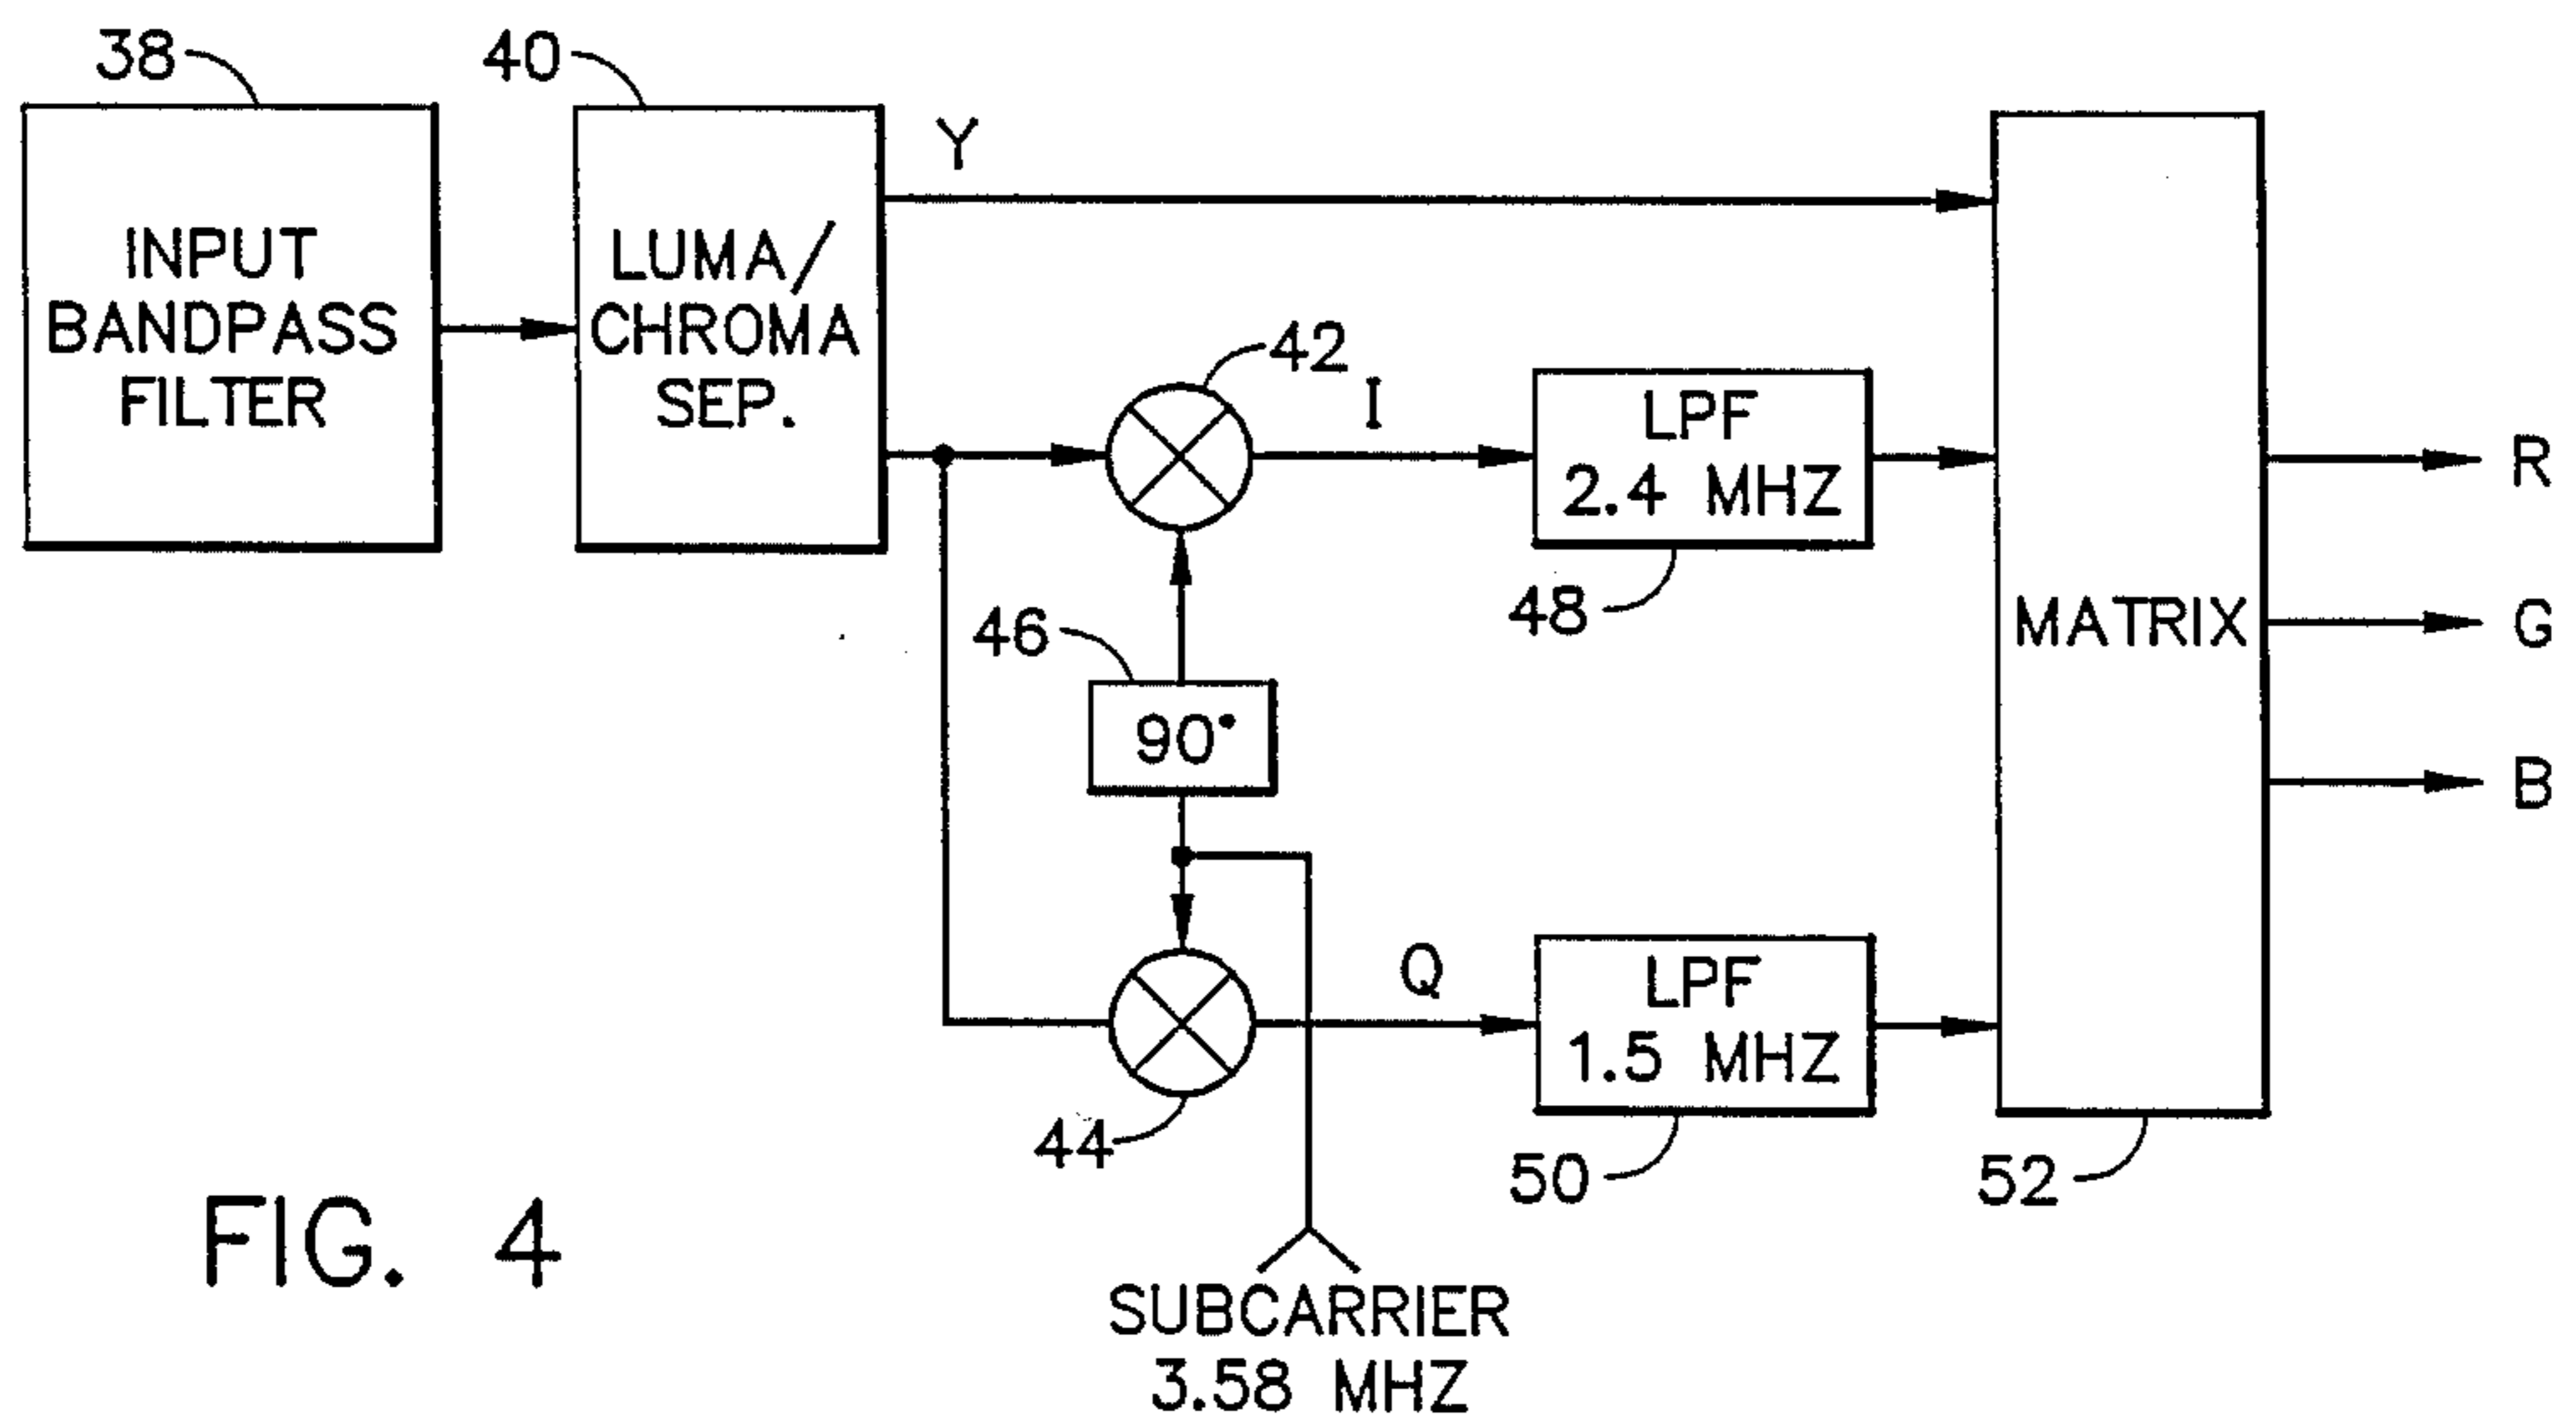 38
40
INPUT
BANDPASS
FILTER
LUMA/
CHROMA
SEP.
Y
42
I
LPF
2.4 MHZ
48
46
90°
MATRIX
R
G
B
Q
44
LPF
1.5 MHZ
50
52
SUBCARRIER
3.58 MHZ
FIG. 4